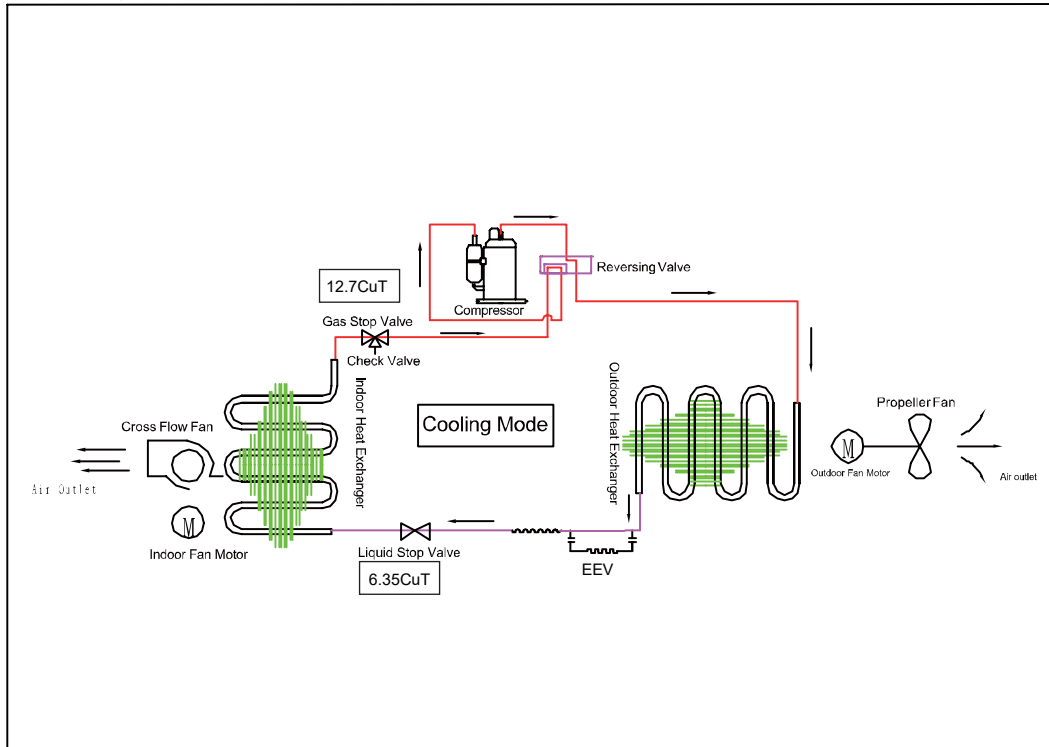 Reversing Valve
12.7CuT
Compressor
Gas Stop Valve
Check Valve
Indoor Heat Exchanger
Outdoor Heat Exchanger
Cooling Mode
Propeller Fan
Cross Flow Fan
M
Outdoor Fan Motor
Air outlet
Air Outlet
M
Indoor Fan Motor
Liquid Stop Valve
EEV
6.35CuT